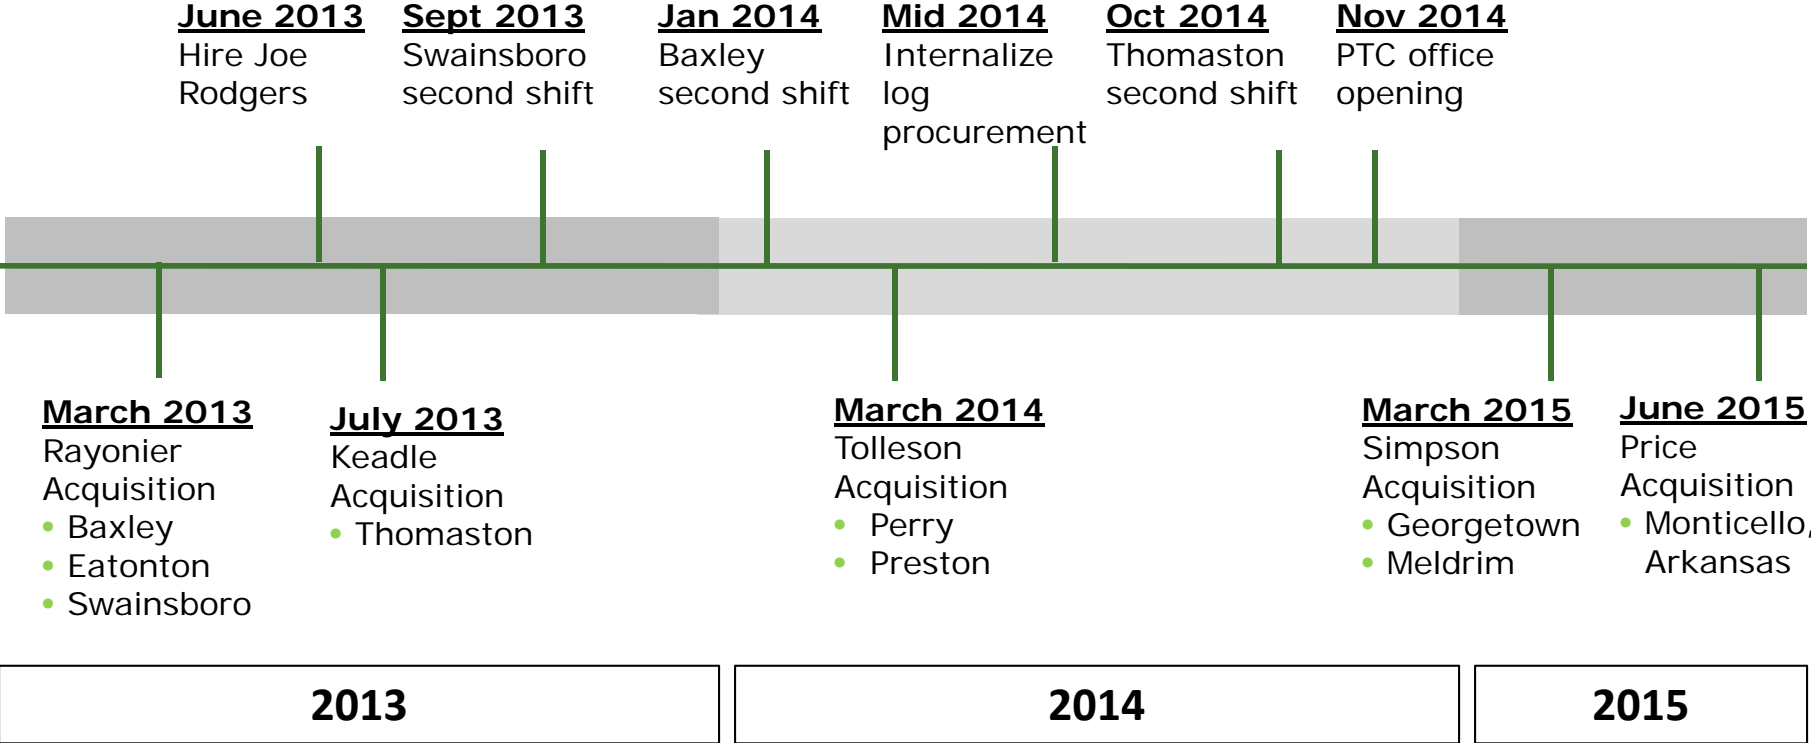 June 2013
Hire Joe
Rodgers
Sept 2013
Swainsboro
second shift
Jan 2014
Baxley
second shift
Mid 2014
Internalize
log
procurement
Oct 2014
Thomaston
second shift
Nov 2014
PTC office
opening
March 2013
Rayonier
Acquisition
• Baxley
• Eatonton
• Swainsboro
July 2013
Keadle
Acquisition
• Thomaston
March 2014
Tolleson
Acquisition
• Perry
• Preston
March 2015
Simpson
Acquisition
• Georgetown
• Meldrim
June 2015
Price
Acquisition
• Monticello,
Arkansas
2013
2014
2015